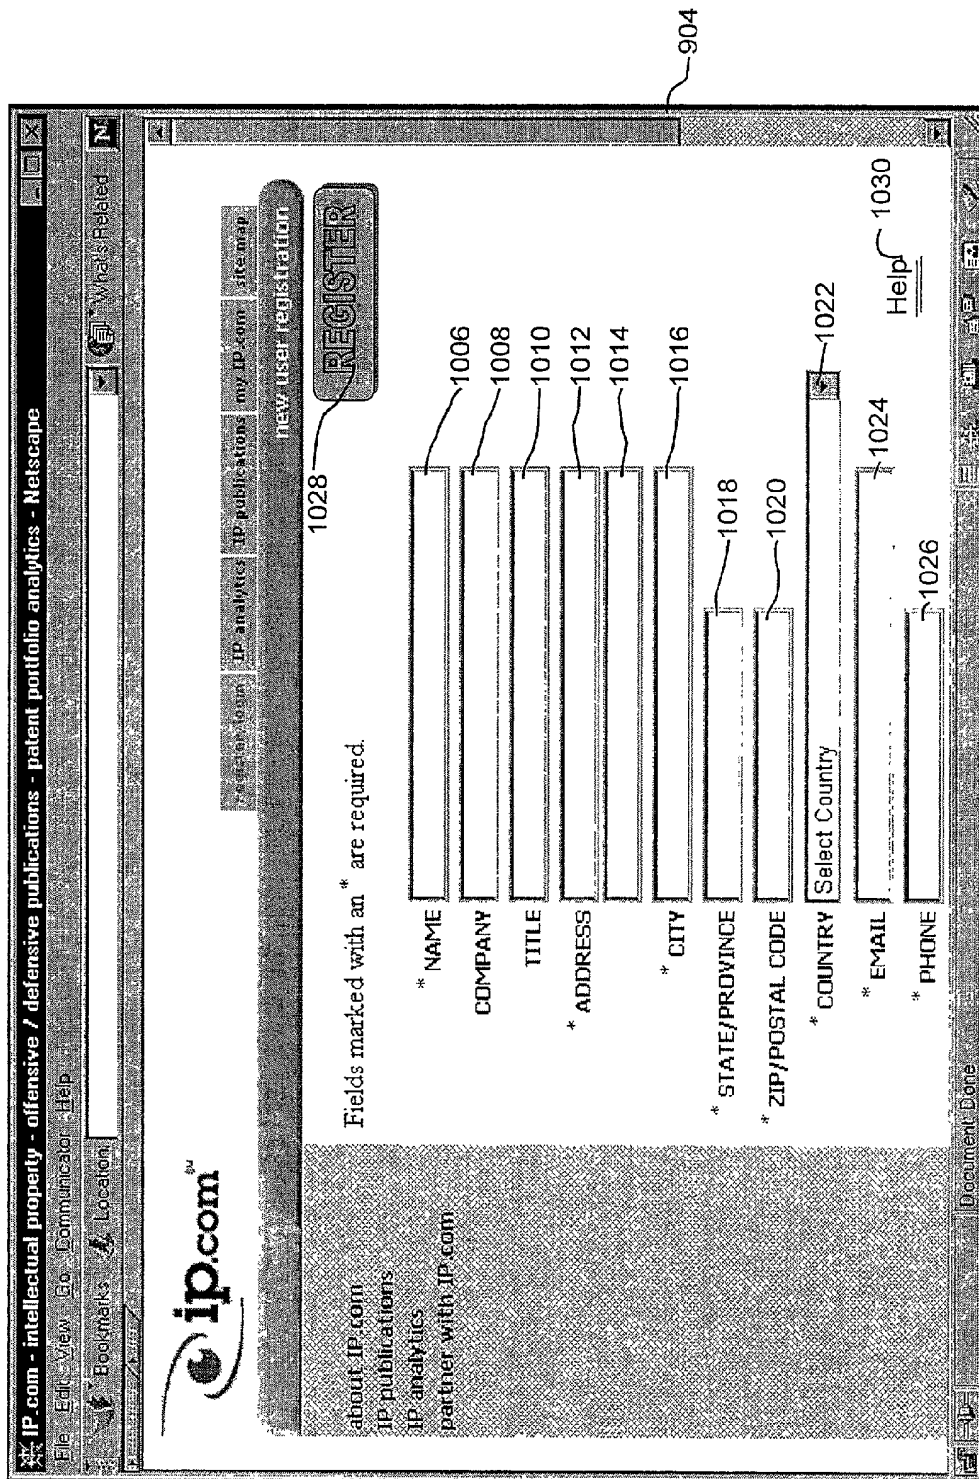 IP.com - intellectual property - offensive / defensive publications - patent portfolio analytics - Netscape
File Edit View Go Communicator Help
Bookmarks Location What's Related N
ip.com
IP analytics IP publications my IP.com site map
new user registration
about IP.com
IP publications
IP analytics
partner with IP.com
1028
REGISTER
Fields marked with an * are required.
* NAME 1006
COMPANY 1008
TITLE 1010
* ADDRESS 1012
1014
* CITY 1016
* STATE/PROVINCE 1018
* ZIP/POSTAL CODE 1020
* COUNTRY Select Country 1022
* EMAIL 1024
* PHONE 1026
Help 1030
904
Document: Done